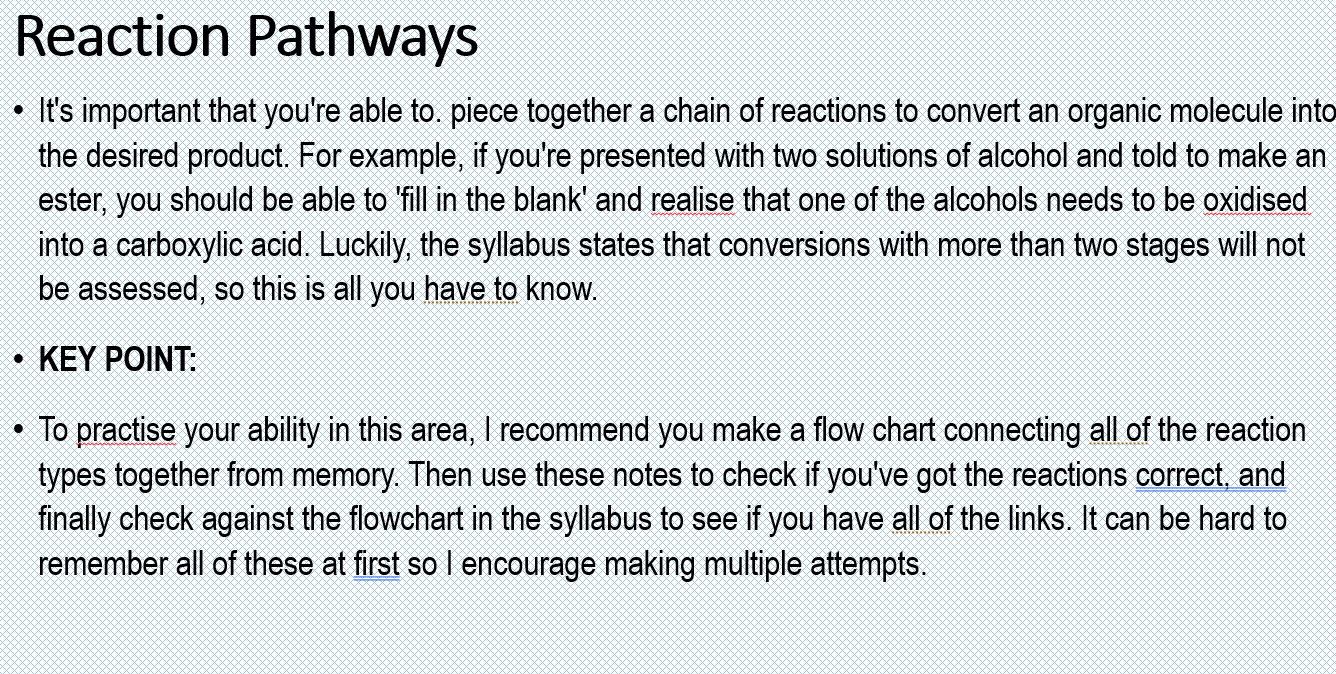 Reaction Pathways
• It's important that you're able to. piece together a chain of reactions to convert an organic molecule into
the desired product. For example, if you're presented with two solutions of alcohol and told to make an
ester, you should be able to 'fill in the blank' and realise that one of the alcohols needs to be oxidised
into a carboxylic acid. Luckily, the syllabus states that conversions with more than two stages will not
be assessed, so this is all you have to know.
• KEY POINT:
• To practise your ability in this area, I recommend you make a flow chart connecting all of the reaction
types together from memory. Then use these notes to check if you've got the reactions correct, and
finally check against the flowchart in the syllabus to see if you have all of the links. It can be hard to
remember all of these at first so I encourage making multiple attempts.